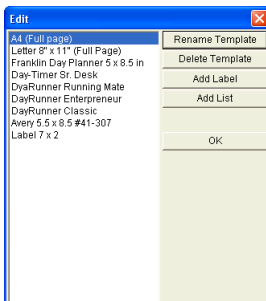 Edit
A4 (Full page)
Letter 8" x 11" (Full Page)
Franklin Day Planner 5 x 8.5 in
Day-Timer Sr. Desk
DyaRunner Running Mate
DayRunner Enterpreneur
DayRunner Classic
Avery 5.5 x 8.5 #41-307
Label 7 x 2
Rename Template
Delete Template
Add Label
Add List
OK